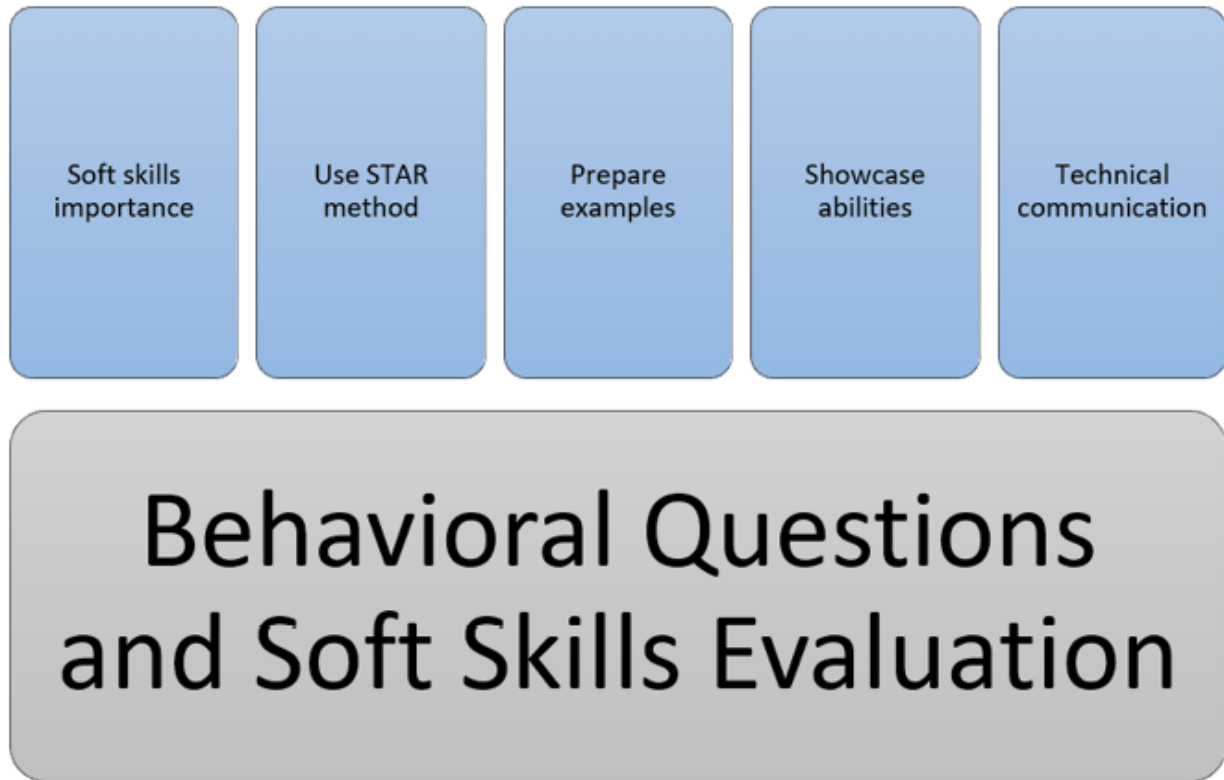 Soft skills
importance
Use STAR
method
Prepare
examples
Showcase
abilities
Technical
communication
Behavioral Questions
and Soft Skills Evaluation